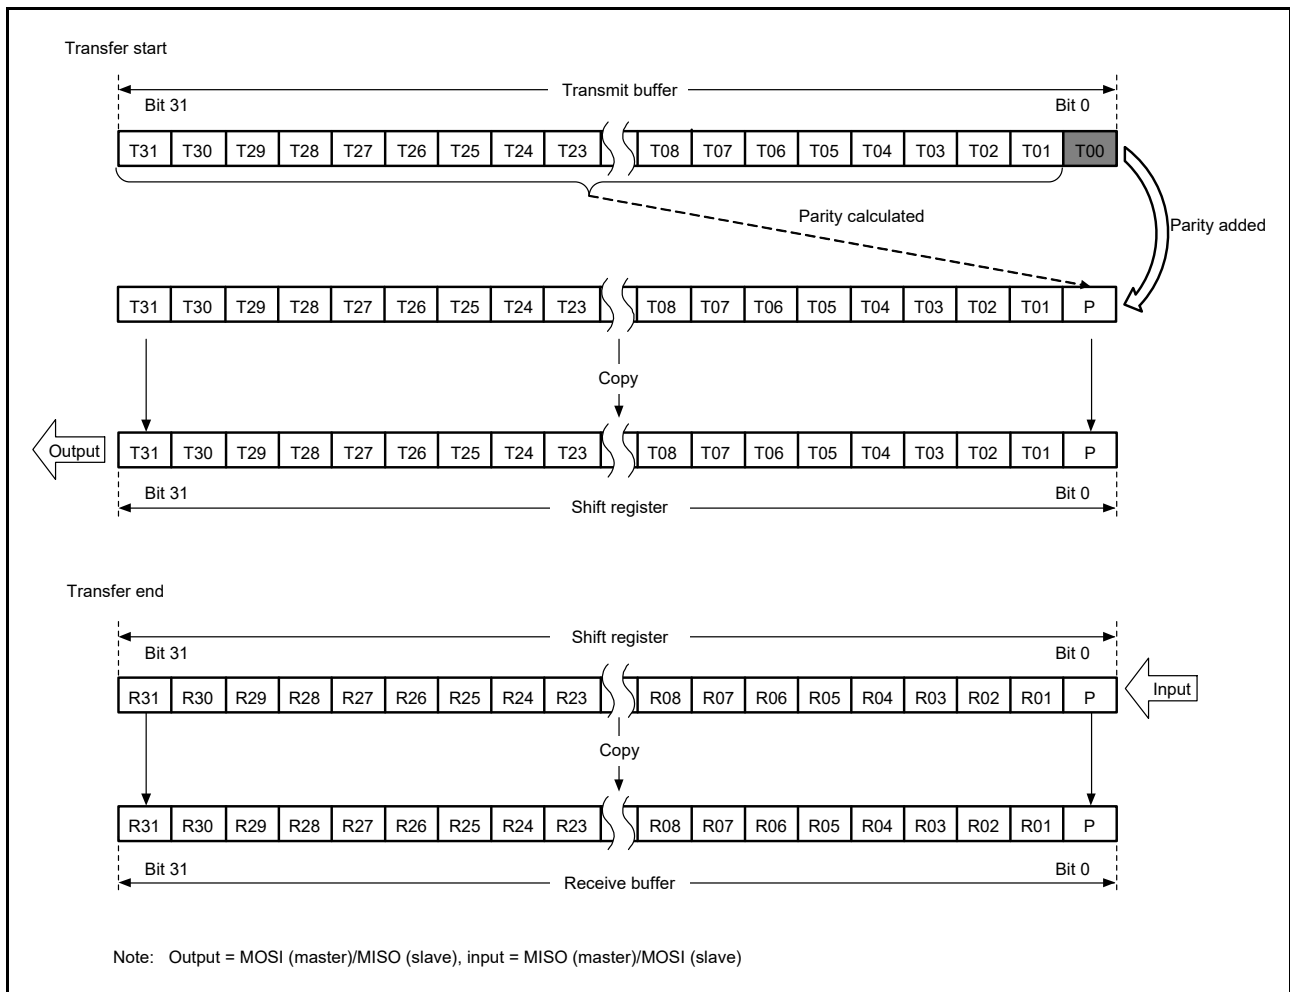 Transfer start
Transmit buffer
Bit 31 Bit 0
T31 T30 T29 T28 T27 T26 T25 T24 T23 T08 T07 T06 T05 T04 T03 T02 T01 T00
Parity calculated
Parity added
T31 T30 T29 T28 T27 T26 T25 T24 T23 T08 T07 T06 T05 T04 T03 T02 T01 P
Copy
Output T31 T30 T29 T28 T27 T26 T25 T24 T23 T08 T07 T06 T05 T04 T03 T02 T01 P
Bit 31 Bit 0
Shift register
Transfer end
Shift register
Bit 31 Bit 0
R31 R30 R29 R28 R27 R26 R25 R24 R23 R08 R07 R06 R05 R04 R03 R02 R01 P Input
Copy
R31 R30 R29 R28 R27 R26 R25 R24 R23 R08 R07 R06 R05 R04 R03 R02 R01 P
Bit 31 Bit 0
Receive buffer
Note: Output = MOSI (master)/MISO (slave), input = MISO (master)/MOSI (slave)